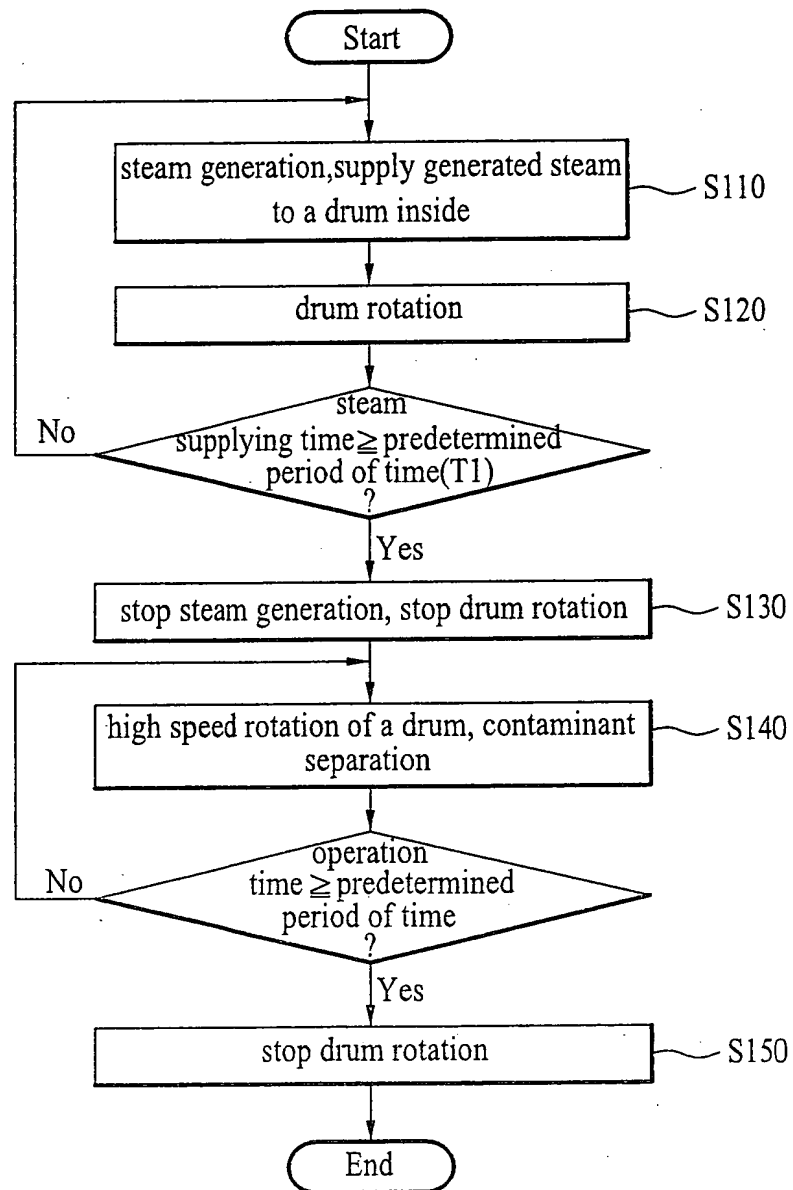 Start
steam generation,supply generated steam
to a drum inside
S110
drum rotation
S120
steam
supplying time≧predetermined
period of time(T1)
?
No
Yes
stop steam generation, stop drum rotation
S130
high speed rotation of a drum, contaminant
separation
S140
operation
time≧predetermined
period of time
?
No
Yes
stop drum rotation
S150
End